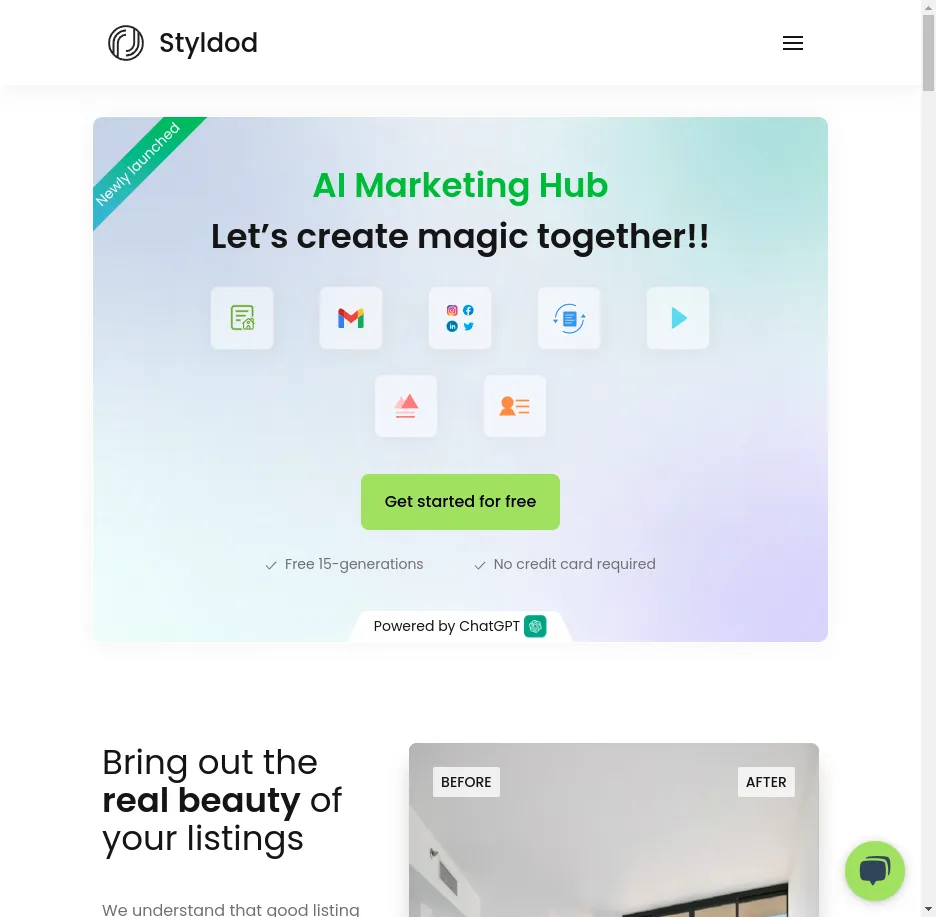 Styldod
Newly launched
AI Marketing Hub
Let’s create magic together!!
Get started for free
Free 15-generations
No credit card required
Powered by ChatGPT
Bring out the
real beauty of
your listings
We understand that good listing
BEFORE
AFTER